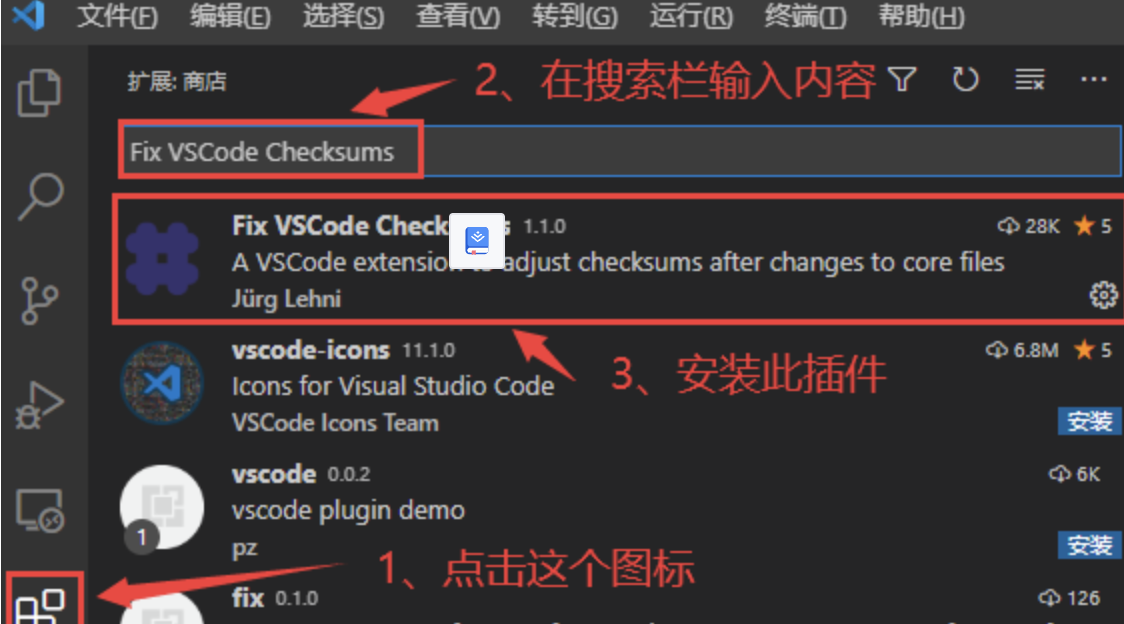 文件(F) 编辑(E) 选择(S) 查看(V) 转到(G) 运行(R) 终端(T) 帮助(H)
扩展: 商店
2、在搜索栏输入内容
Fix VSCode Checksums
Fix VSCode Check s 1.1.0 28K 5
A VSCode extension to adjust checksums after changes to core files
Jürg Lehni
vscode-icons 11.1.0 6.8M 5
3、安装此插件
Icons for Visual Studio Code
VSCode Icons Team 安装
vscode 0.0.2 6K
vscode plugin demo
1
pz 安装
1、点击这个图标
fix 0.1.0 126